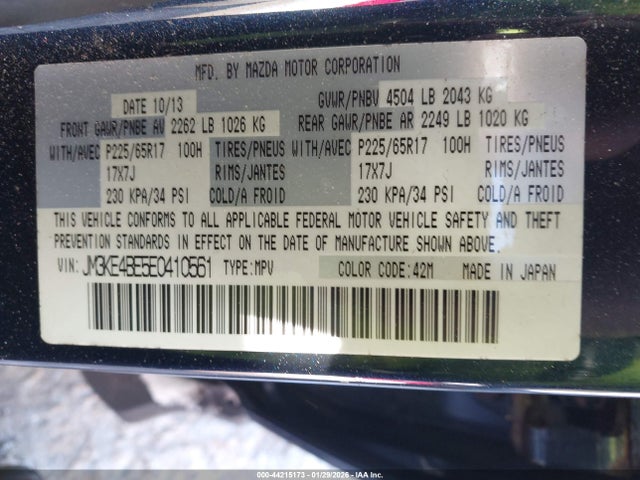 MFD. BY MAZDA MOTOR CORPORATION
DATE 10/13 GVWR/PNBV 4504 LB 2043 KG
FRONT GAWR/PNBE AV 2262 LB 1026 KG REAR GAWR/PNBE AR 2249 LB 1020 KG
WITH/AVEC P225/65R17 100H TIRES/PNEUS WITH/AVEC P225/65R17 100H TIRES/PNEUS
17X7J RIMS/JANTES 17X7J RIMS/JANTES
230 KPA/34 PSI COLD/A FROID 230 KPA/34 PSI COLD/A FROID
THIS VEHICLE CONFORMS TO ALL APPLICABLE FEDERAL MOTOR VEHICLE SAFETY AND THEFT
PREVENTION STANDARDS IN EFFECT ON THE DATE OF MANUFACTURE SHOWN ABOVE.
VIN: JM3KE4BE5E0410561 TYPE:MPV COLOR CODE:42M MADE IN JAPAN
000-44215173 | 01/29/2026 - IAA Inc.